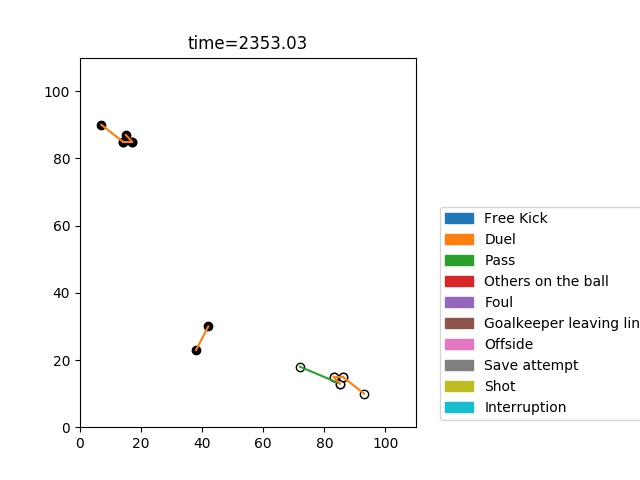 time=2353.03
100
80
60
40
20
0
0 20 40 60 80 100
Free Kick
Duel
Pass
Others on the ball
Foul
Goalkeeper leaving lin
Offside
Save attempt
Shot
Interruption